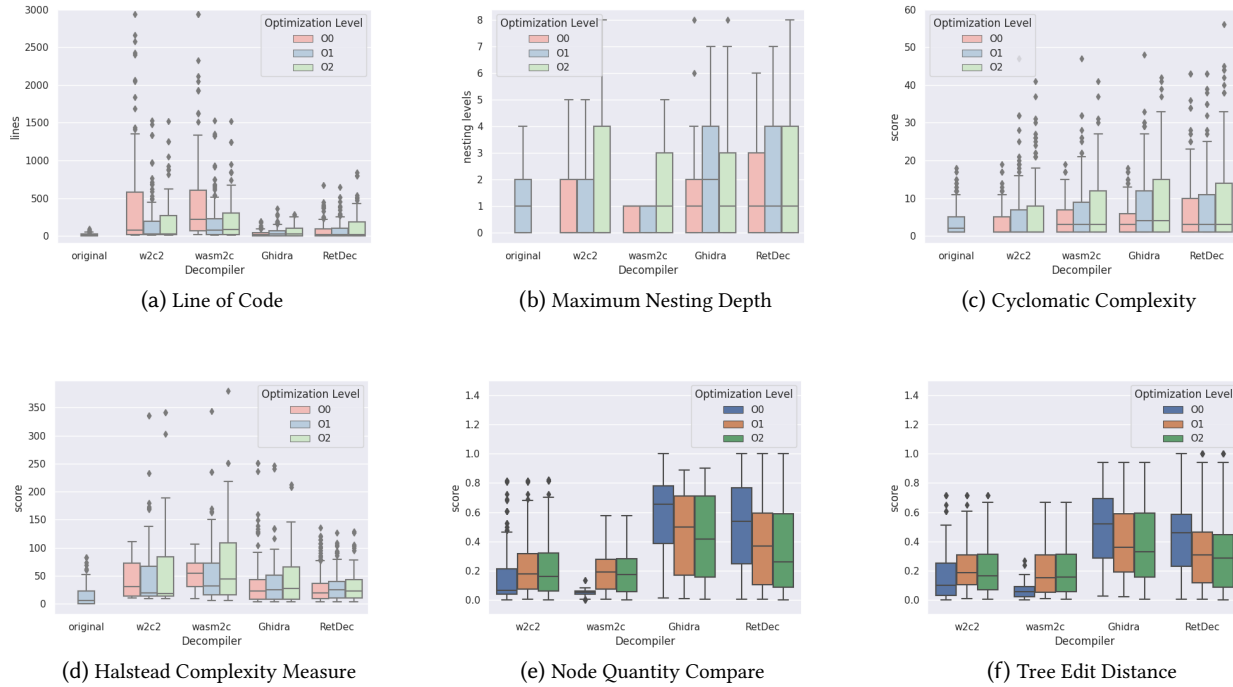 3000
2500
2000
1500
1000
500
0
lines
Optimization Level
O0
O1
O2
original
w2c2
wasm2c
Ghidra
RetDec
Decompiler
(a) Line of Code
8
7
6
5
4
3
2
1
0
nesting levels
Optimization Level
O0
O1
O2
original
w2c2
wasm2c
Ghidra
RetDec
Decompiler
(b) Maximum Nesting Depth
60
50
40
30
20
10
0
score
Optimization Level
O0
O1
O2
original
w2c2
wasm2c
Ghidra
RetDec
Decompiler
(c) Cyclomatic Complexity
350
300
250
200
150
100
50
0
score
Optimization Level
O0
O1
O2
original
w2c2
wasm2c
Ghidra
RetDec
Decompiler
(d) Halstead Complexity Measure
1.4
1.2
1.0
0.8
0.6
0.4
0.2
0.0
score
Optimization Level
O0
O1
O2
w2c2
wasm2c
Ghidra
RetDec
Decompiler
(e) Node Quantity Compare
1.4
1.2
1.0
0.8
0.6
0.4
0.2
0.0
score
Optimization Level
O0
O1
O2
w2c2
wasm2c
Ghidra
RetDec
Decompiler
(f) Tree Edit Distance